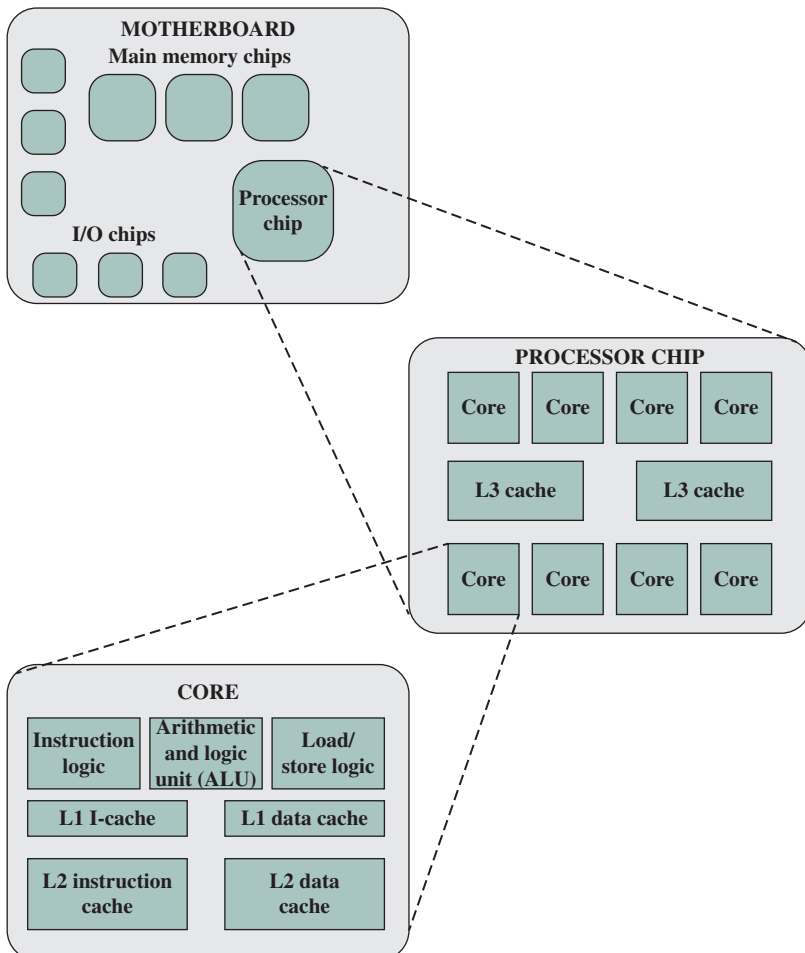 MOTHERBOARD
Main memory chips
Processor
chip
I/O chips
PROCESSOR CHIP
Core
Core
Core
Core
L3 cache
L3 cache
Core
Core
Core
Core
CORE
Instruction
logic
Arithmetic
and logic
unit (ALU)
Load/
store logic
L1 I-cache
L1 data cache
L2 instruction
cache
L2 data
cache